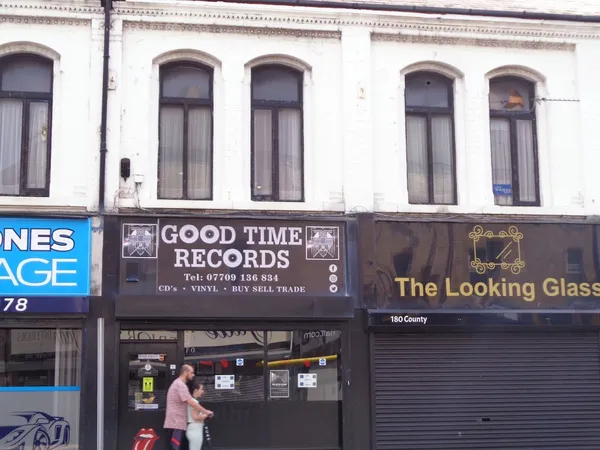 ONES
AGE
78
GOOD TIME
RECORDS
Tel: 07709 136 834
CD's • VINYL • BUY SELL TRADE
The Looking Glass
180 County